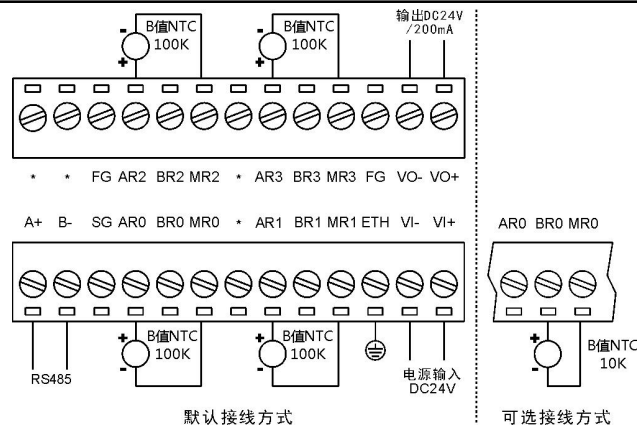 B值NTC
100K
B值NTC
100K
输出DC24V
/200mA
* * FG AR2 BR2 MR2 * AR3 BR3 MR3 FG VO- VO+
A+ B- SG AR0 BR0 MR0 * AR1 BR1 MR1 ETH VI- VI+
AR0 BR0 MR0
RS485
B值NTC
100K
B值NTC
100K
电源输入
DC24V
B值NTC
10K
默认接线方式
可选接线方式